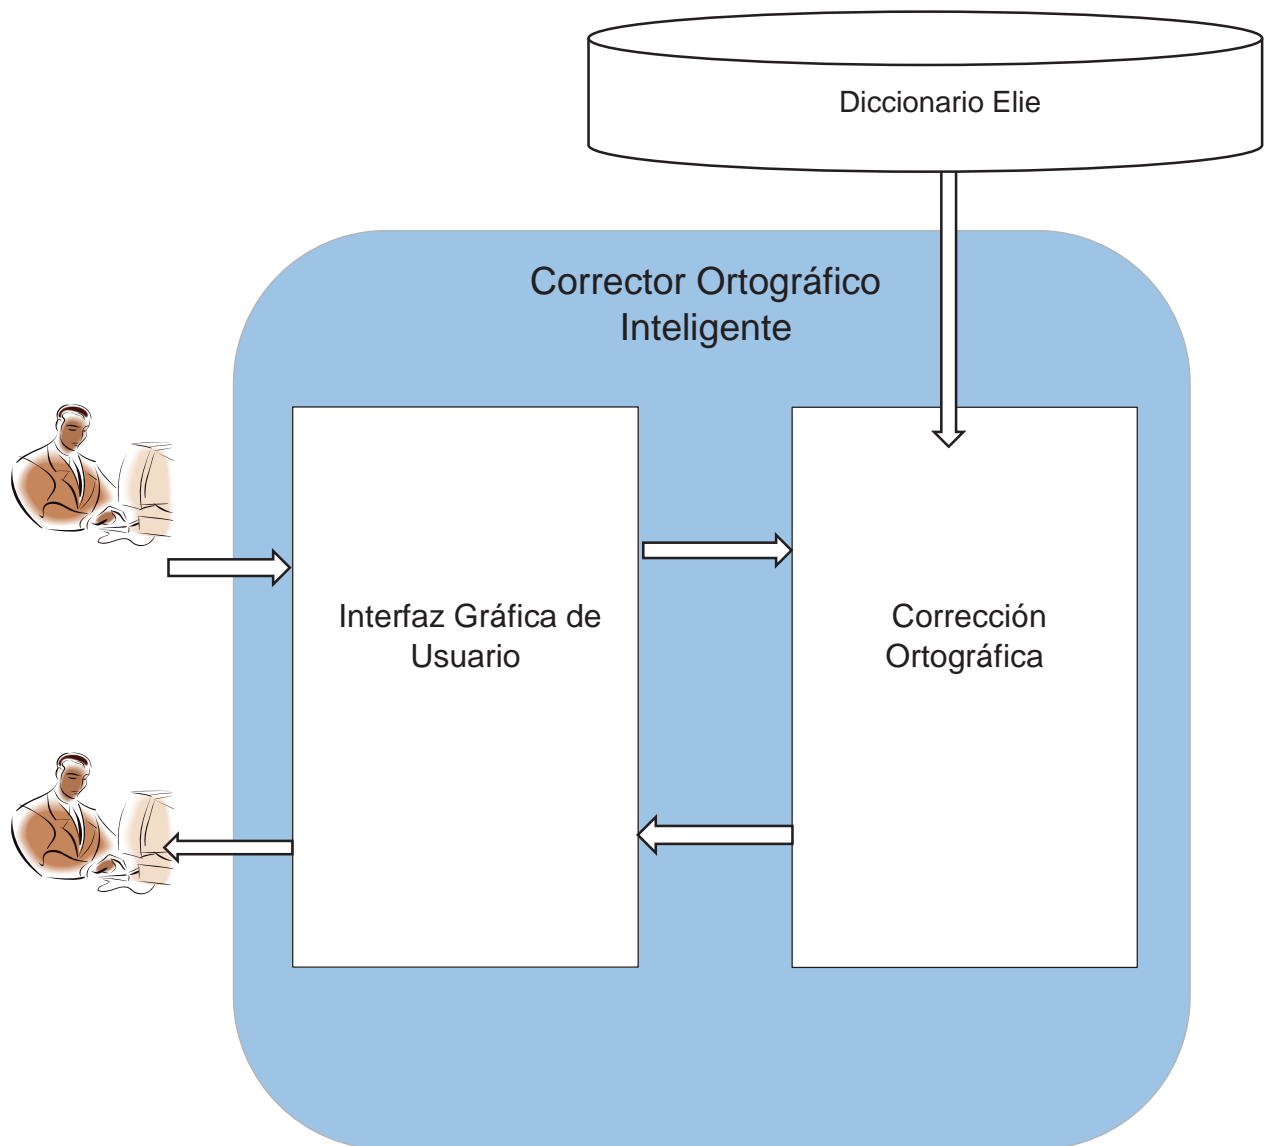 Diccionario Elie
Corrector Ortográfico
Inteligente
Interfaz Gráfica de
Usuario
Corrección
Ortográfica